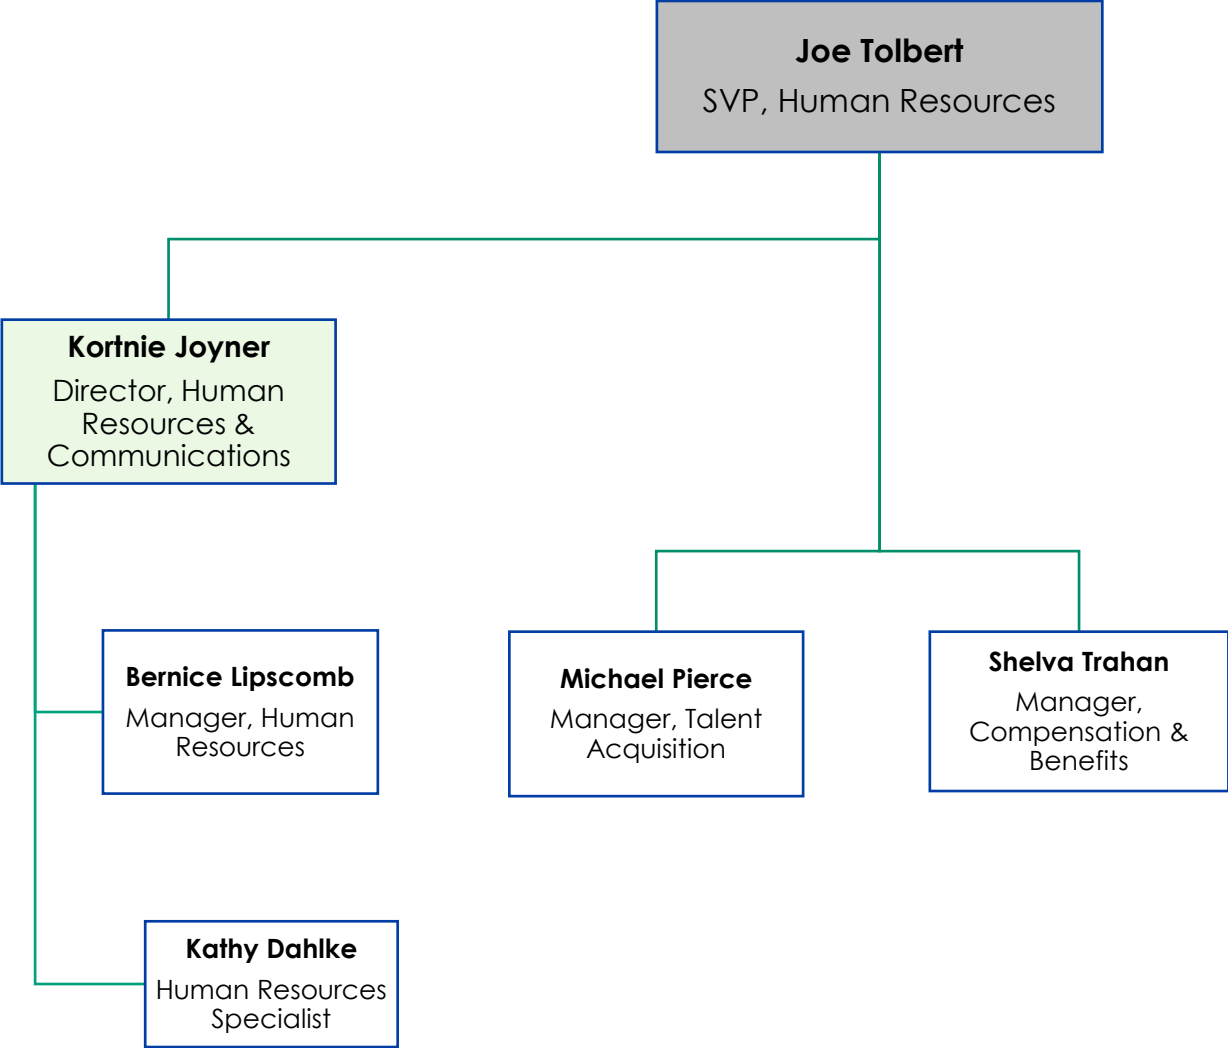 Joe Tolbert
SVP, Human Resources
Kortnie Joyner
Director, Human
Resources &
Communications
Bernice Lipscomb
Manager, Human
Resources
Michael Pierce
Manager, Talent
Acquisition
Shelva Trahan
Manager,
Compensation &
Benefits
Kathy Dahlke
Human Resources
Specialist